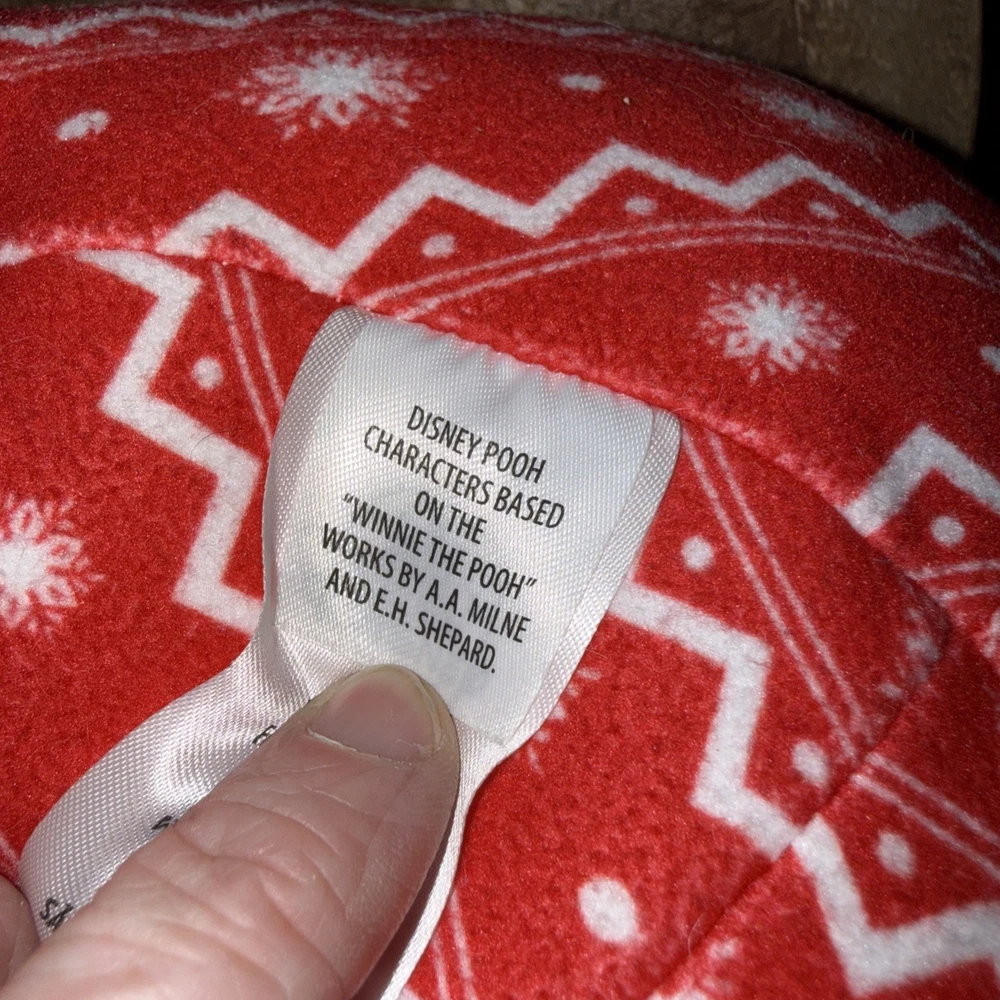 DISNEY POOH
CHARACTERS BASED
ON THE
“WINNIE THE POOH”
WORKS BY A.A. MILNE
AND E.H. SHEPARD.